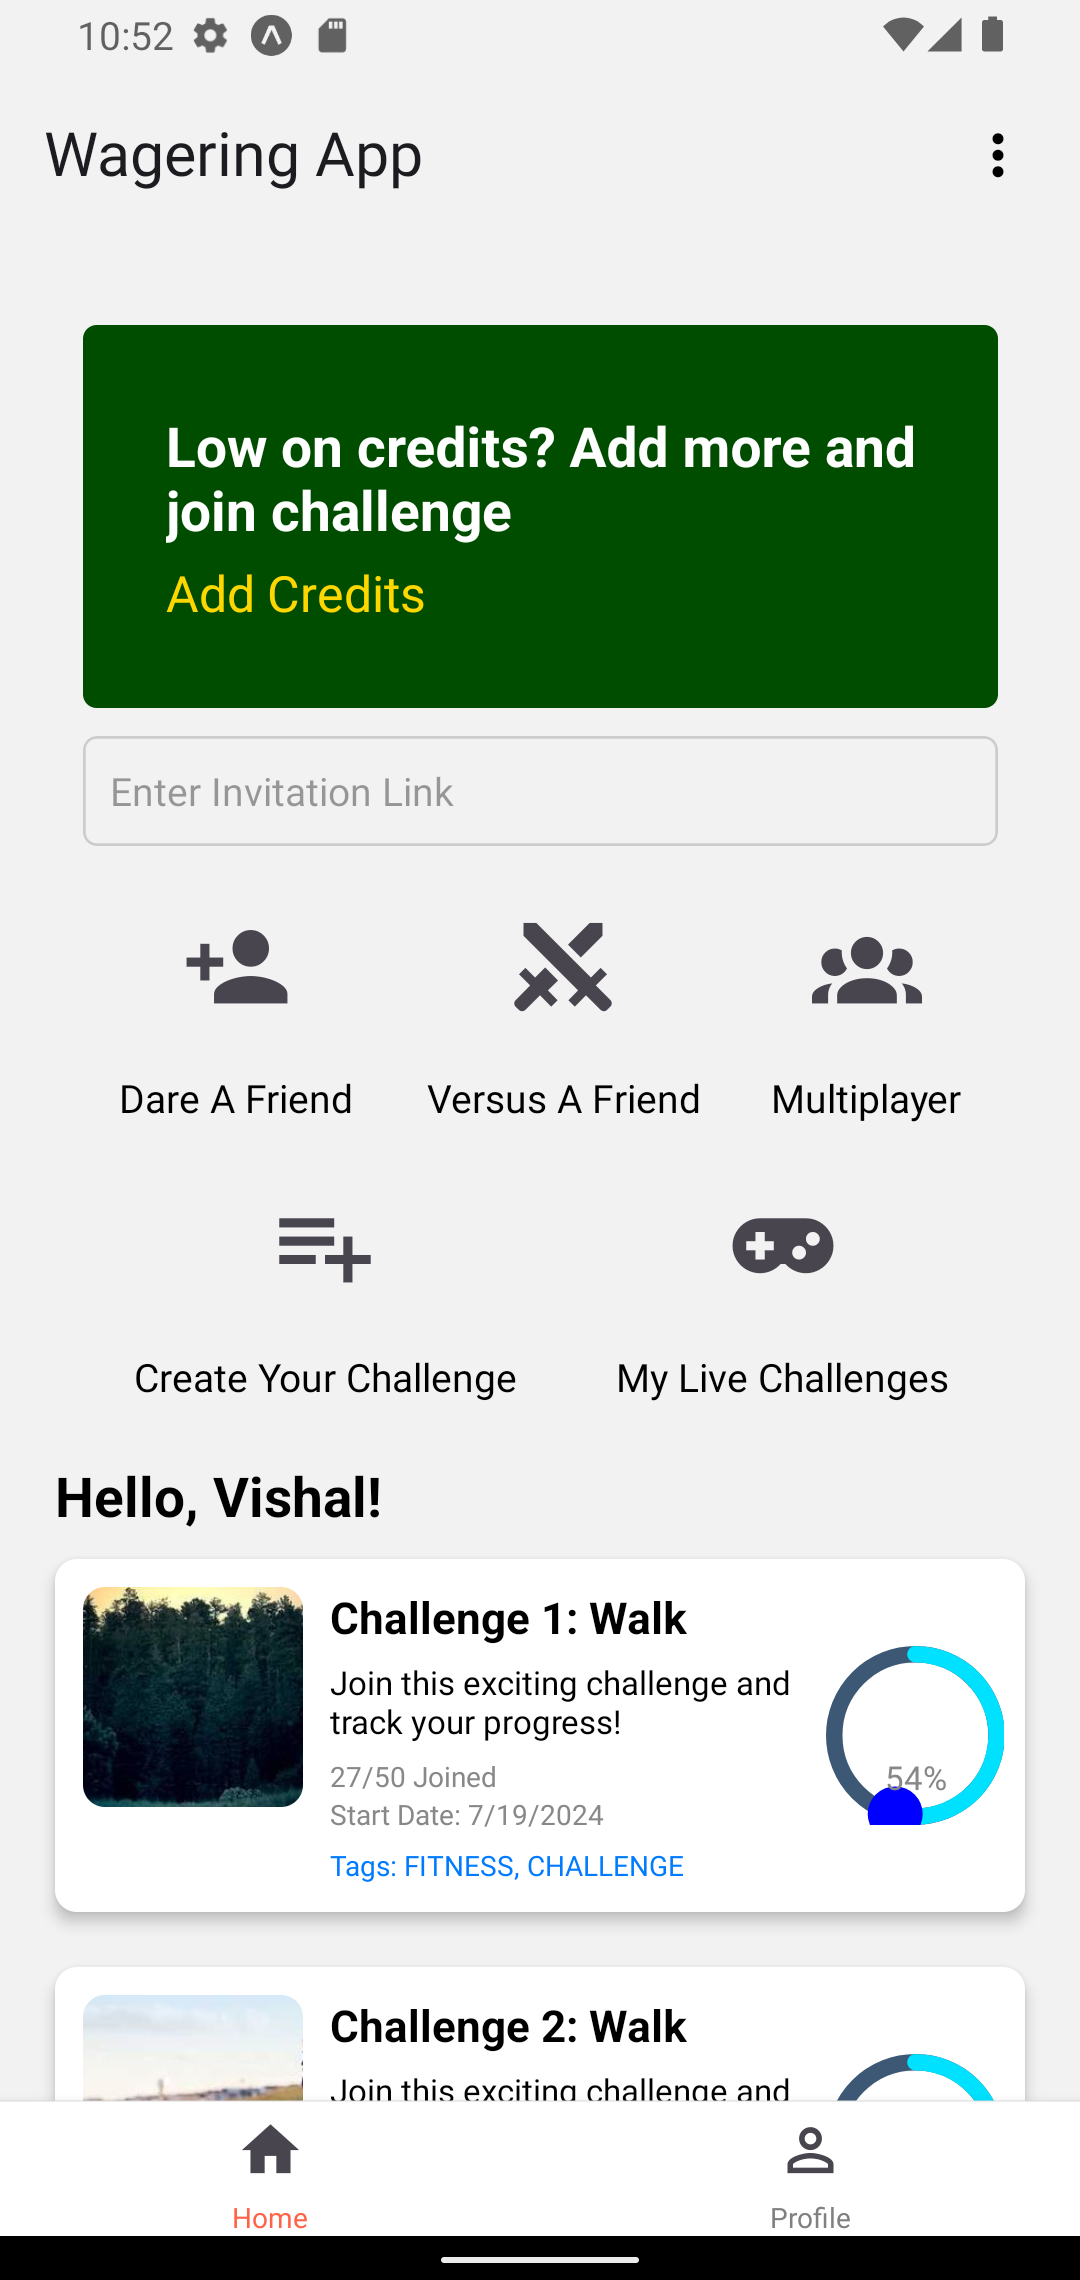 10:52
Wagering App
Low on credits? Add more and
join challenge
Add Credits
Enter Invitation Link
Dare A Friend
Versus A Friend
Multiplayer
Create Your Challenge
My Live Challenges
Hello, Vishal!
Challenge 1: Walk
Join this exciting challenge and
track your progress!
27/50 Joined
Start Date: 7/19/2024
Tags: FITNESS, CHALLENGE
54%
Challenge 2: Walk
Join this exciting challenge and
Home
Profile